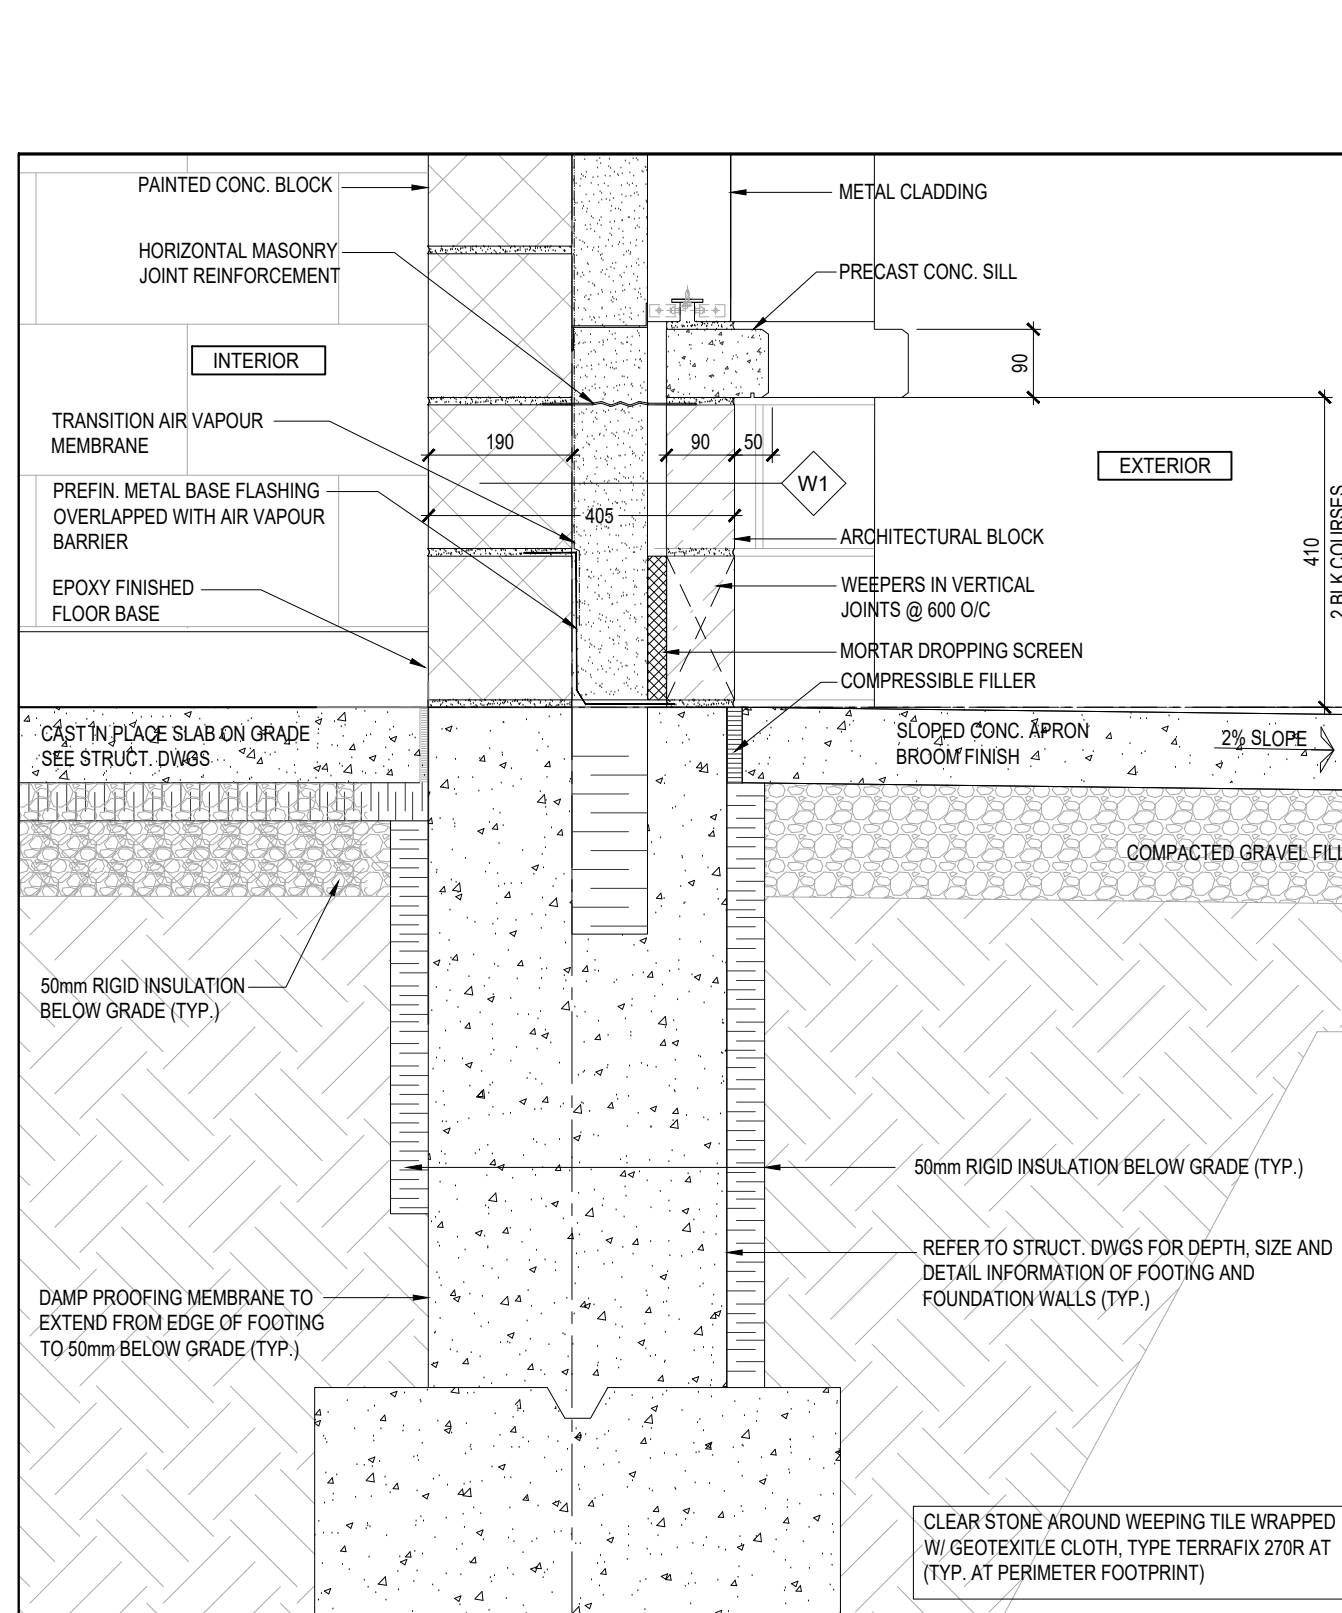 PAINTED CONC. BLOCK
METAL CLADDING
HORIZONTAL MASONRY
JOINT REINFORCEMENT
PRECAST CONC. SILL
INTERIOR
90
TRANSITION AIR VAPOUR
MEMBRANE
190
90
50
EXTERIOR
W1
PREFIN. METAL BASE FLASHING
OVERLAPPED WITH AIR VAPOUR
BARRIER
405
ARCHITECTURAL BLOCK
410
2 BLK COURSES
EPOXY FINISHED
FLOOR BASE
WEEPERS IN VERTICAL
JOINTS @ 600 O/C
MORTAR DROPPING SCREEN
COMPRESSIBLE FILLER
CAST IN PLACE SLAB ON GRADE
SEE STRUCT. DWGS
SLOPED CONC. APRON
BROOM FINISH
2% SLOPE
COMPACTED GRAVEL FILL
50mm RIGID INSULATION
BELOW GRADE (TYP.)
50mm RIGID INSULATION BELOW GRADE (TYP.)
REFER TO STRUCT. DWGS FOR DEPTH, SIZE AND
DETAIL INFORMATION OF FOOTING AND
FOUNDATION WALLS (TYP.)
DAMP PROOFING MEMBRANE TO
EXTEND FROM EDGE OF FOOTING
TO 50mm BELOW GRADE (TYP.)
CLEAR STONE AROUND WEEPING TILE WRAPPED
W/ GEOTEXITLE CLOTH, TYPE TERRAFIX 270R AT
(TYP. AT PERIMETER FOOTPRINT)